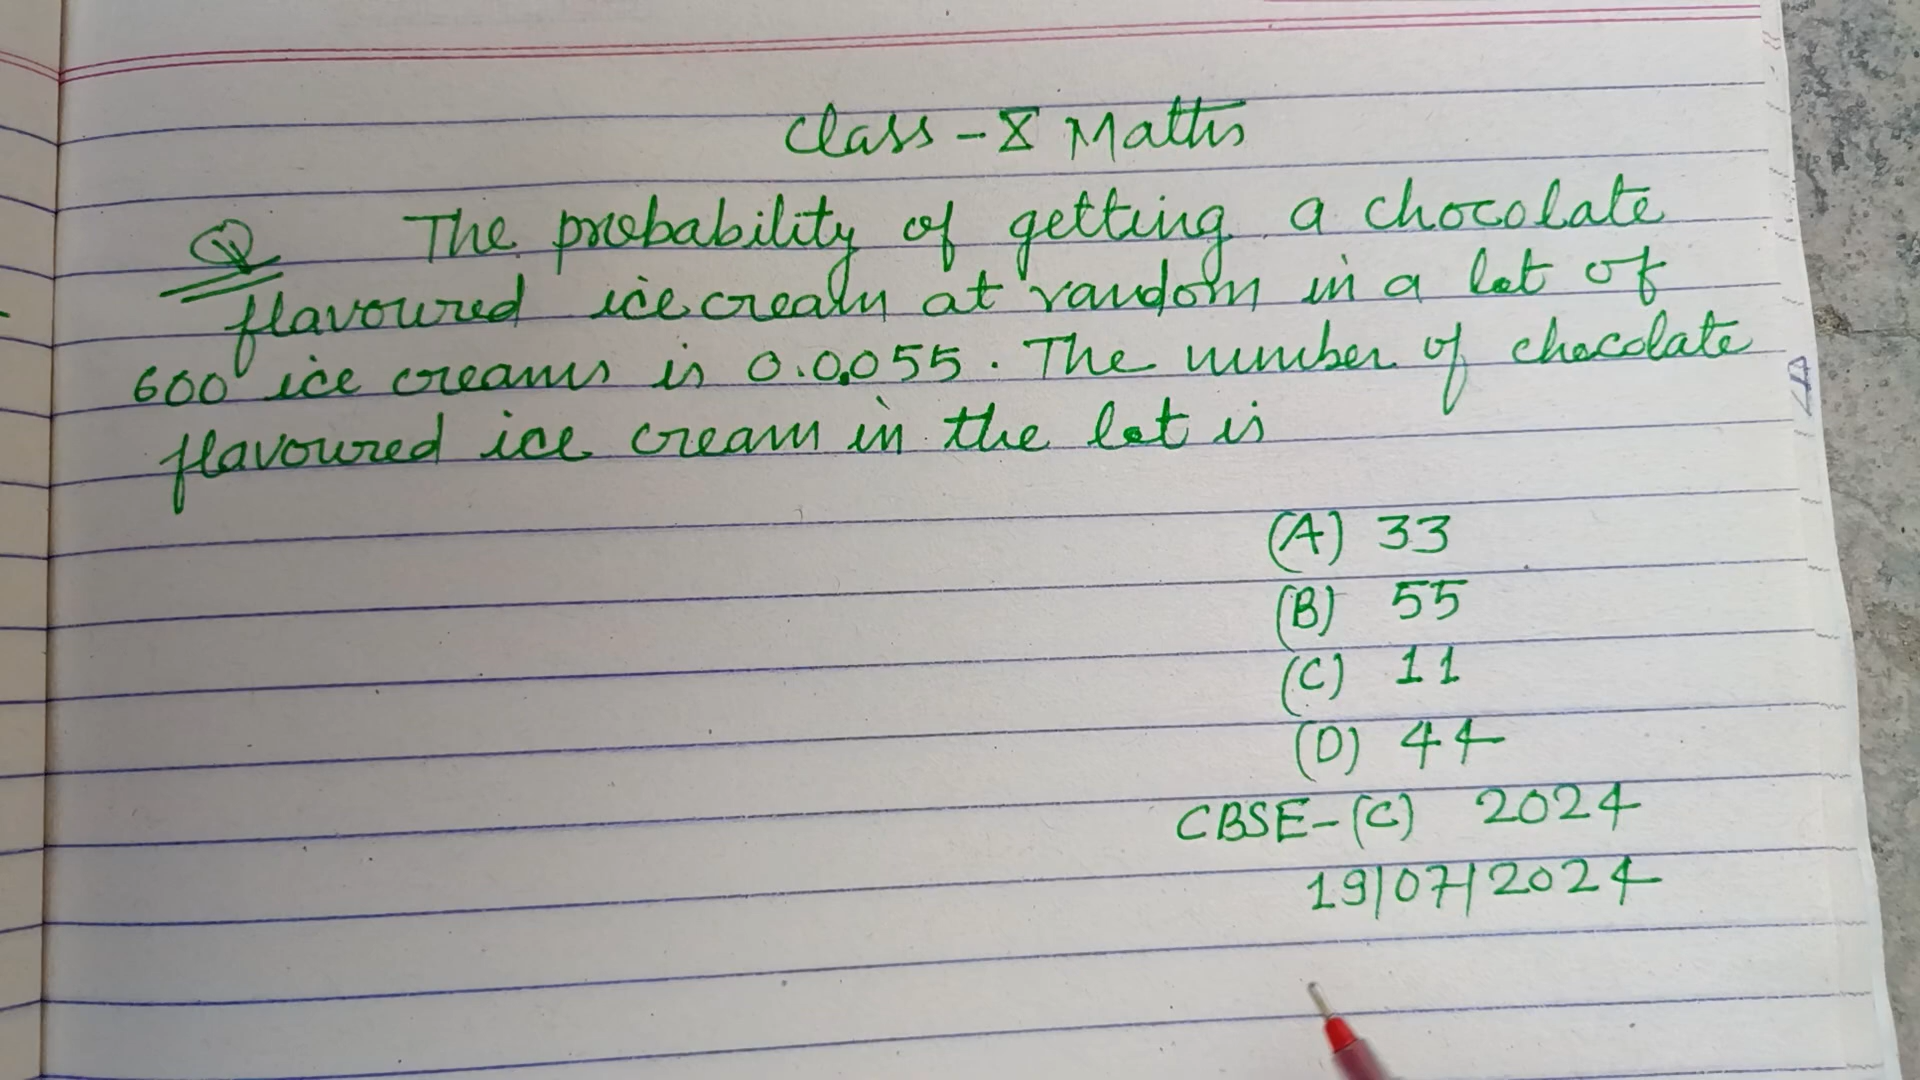 Class - X Maths
Q The probability of getting a chocolate
flavoured ice cream at random in a lot of
600 ice creams is 0.0055. The number of chocolate
flavoured ice cream in the lot is
(A) 33
(B) 55
(C) 11
(D) 44
CBSE-(C) 2024
19/07/2024